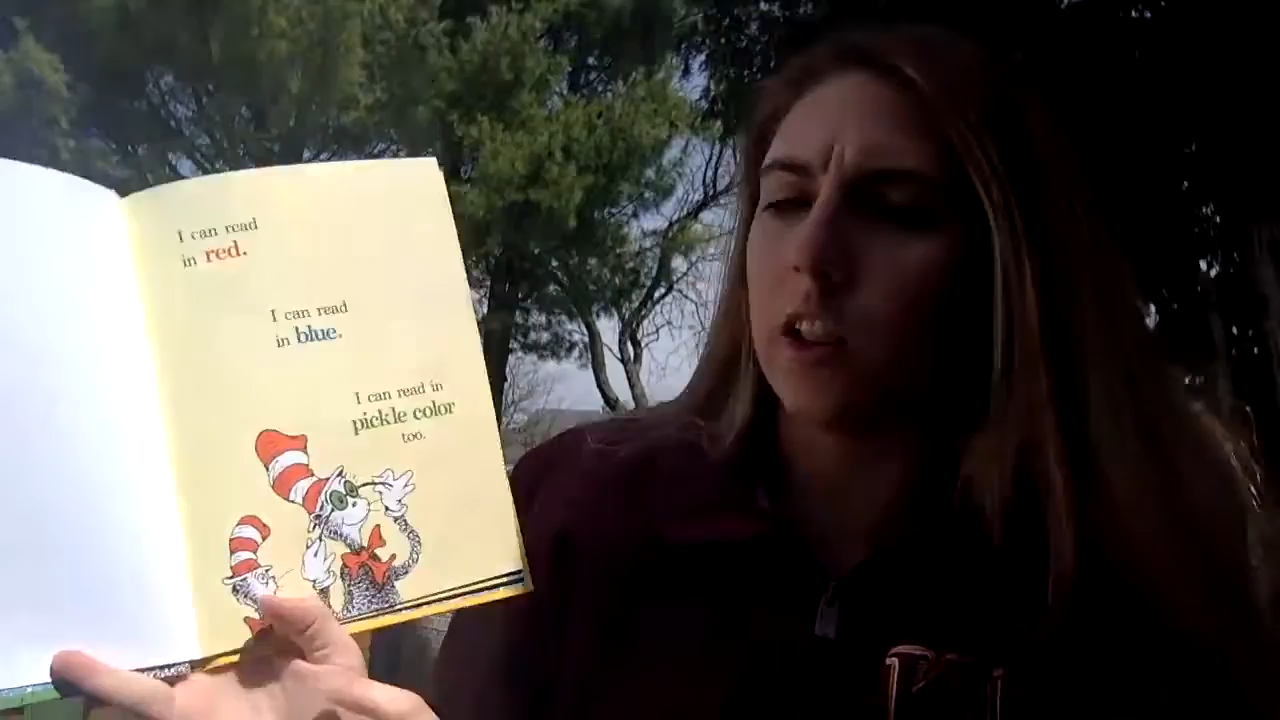 I can read
in red.
I can read
in blue.
I can read in
pickle color
too.